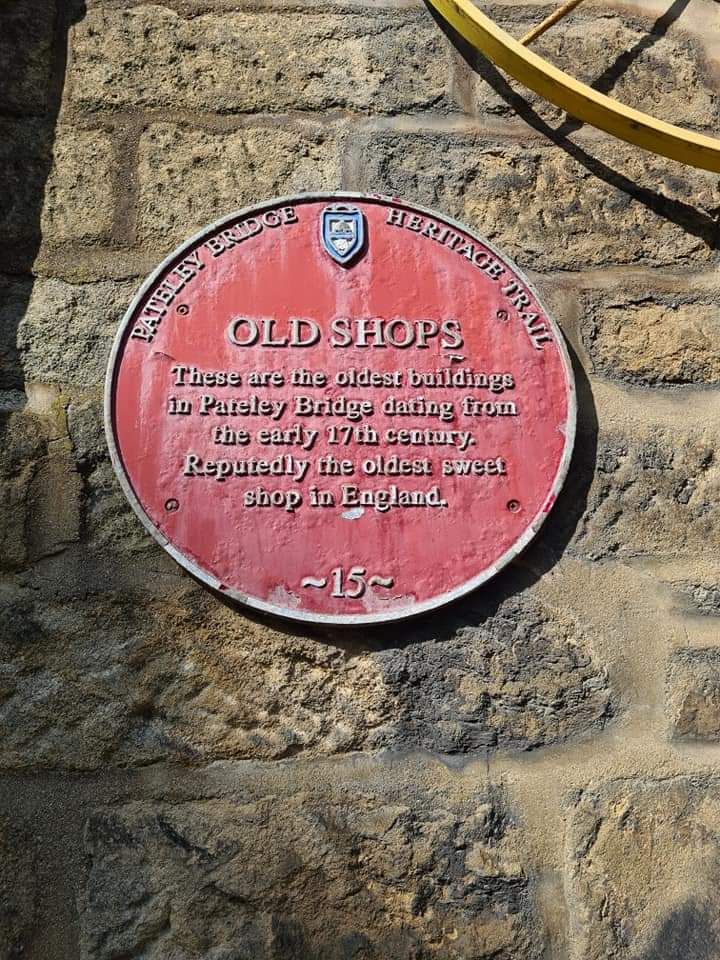 PATELEY BRIDGE HERITAGE TRAIL
OLD SHOPS
These are the oldest buildings
in Pateley Bridge dating from
the early 17th century.
Reputedly the oldest sweet
shop in England.
~15~